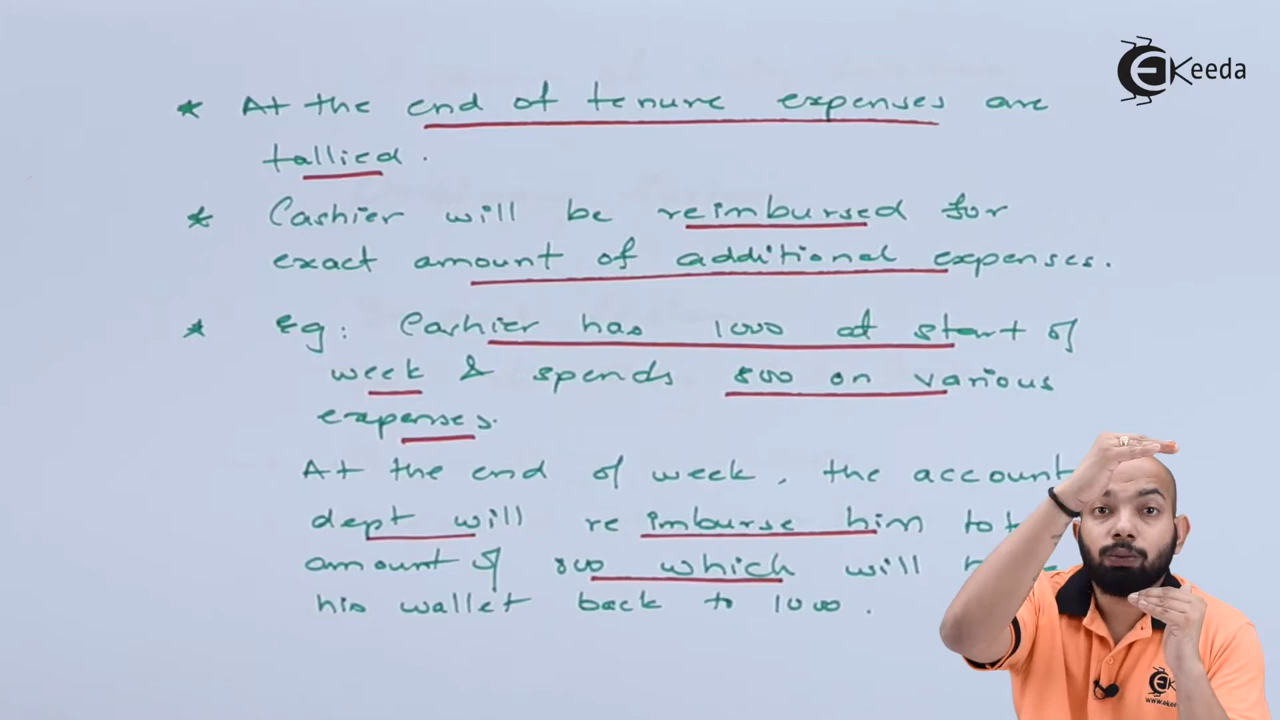 EKeeda
* At the end of tenure expenses are
tallied.
* Cashier will be reimbursed for
exact amount of additional expenses.
* Eg: Cashier has 1000 at start of
week & spends 800 on various
expenses.
At the end of week, the account
dept will re imburse him
amount of 800 which will
his wallet back to 1000.